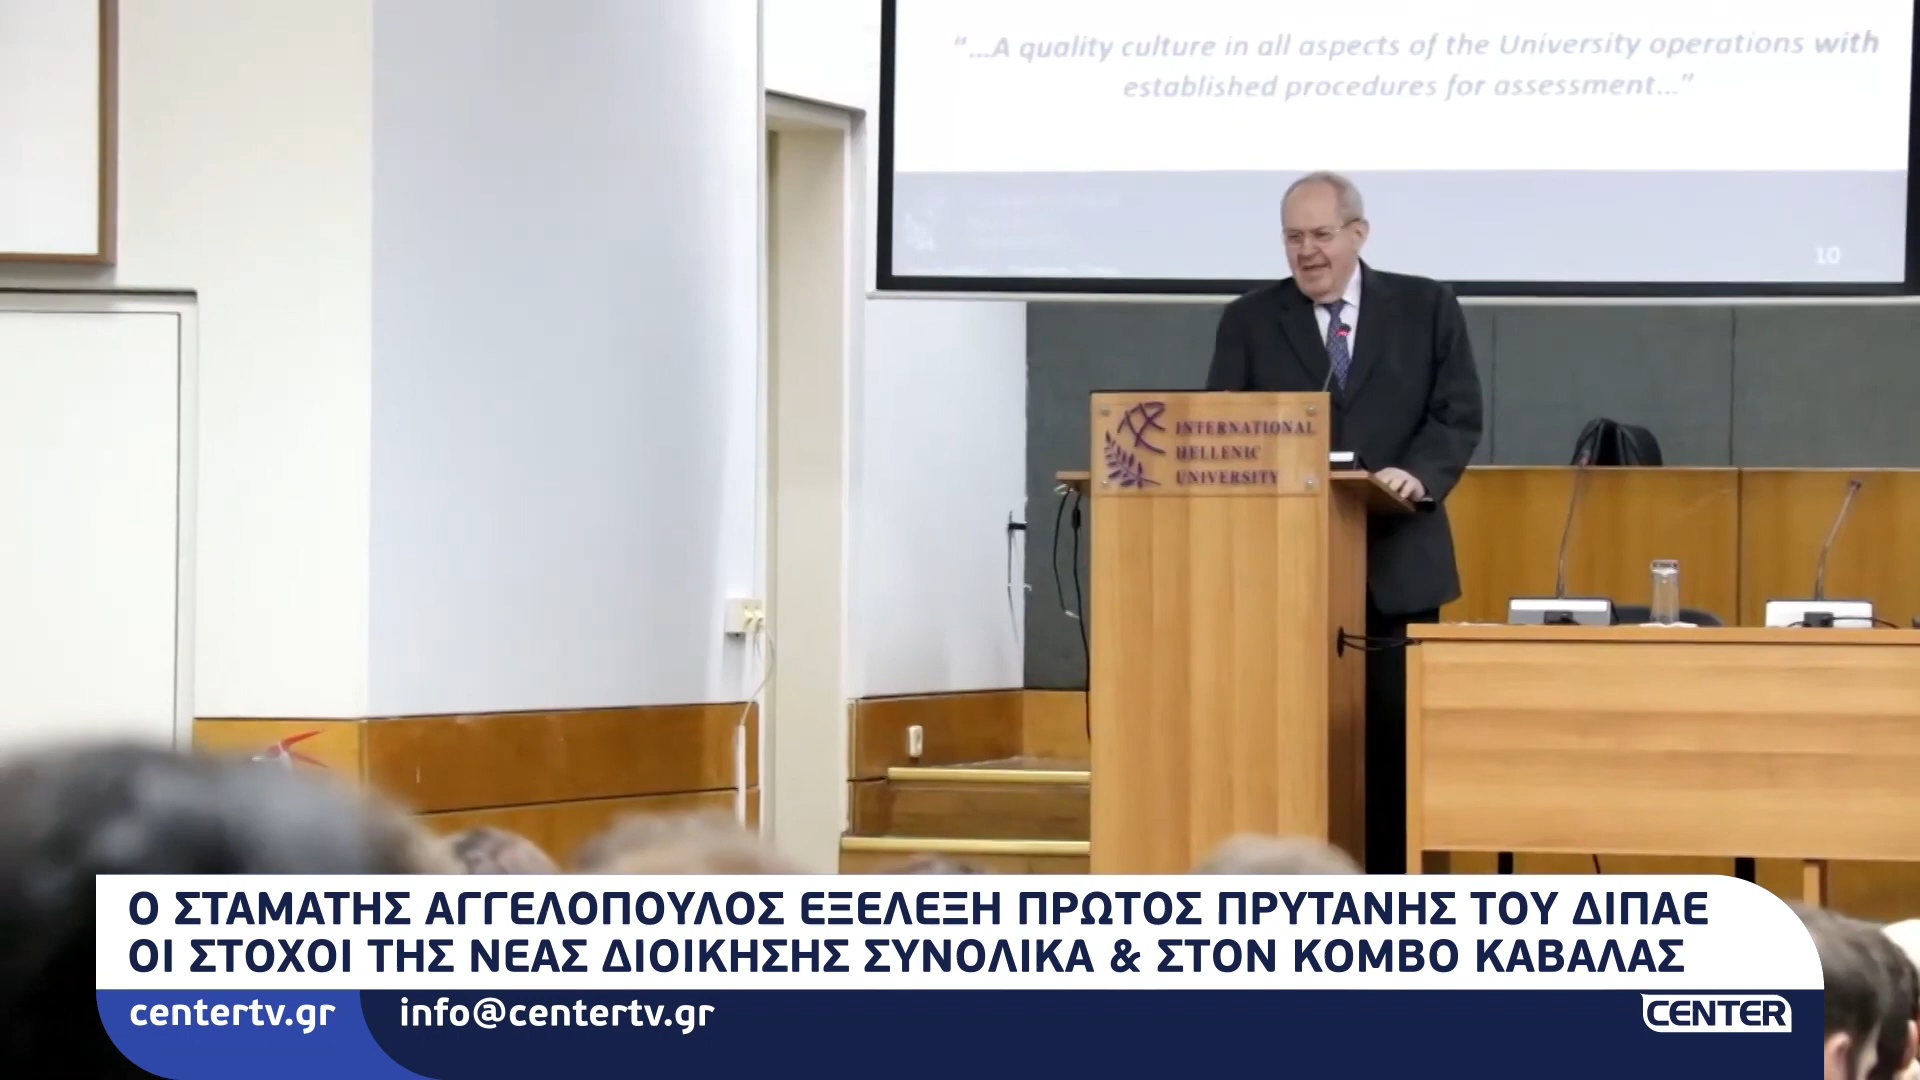 “...A quality culture in all aspects of the University operations with
established procedures for assessment...”
10
INTERNATIONAL
HELLENIC
UNIVERSITY
Ο ΣΤΑΜΑΤΗΣ ΑΓΓΕΛΟΠΟΥΛΟΣ ΕΞΕΛΕΞΗ ΠΡΩΤΟΣ ΠΡΥΤΑΝΗΣ ΤΟΥ ΔΙΠΑΕ
ΟΙ ΣΤΟΧΟΙ ΤΗΣ ΝΕΑΣ ΔΙΟΙΚΗΣΗΣ ΣΥΝΟΛΙΚΑ & ΣΤΟΝ ΚΟΜΒΟ ΚΑΒΑΛΑΣ
centertv.gr
info@centertv.gr
CENTER